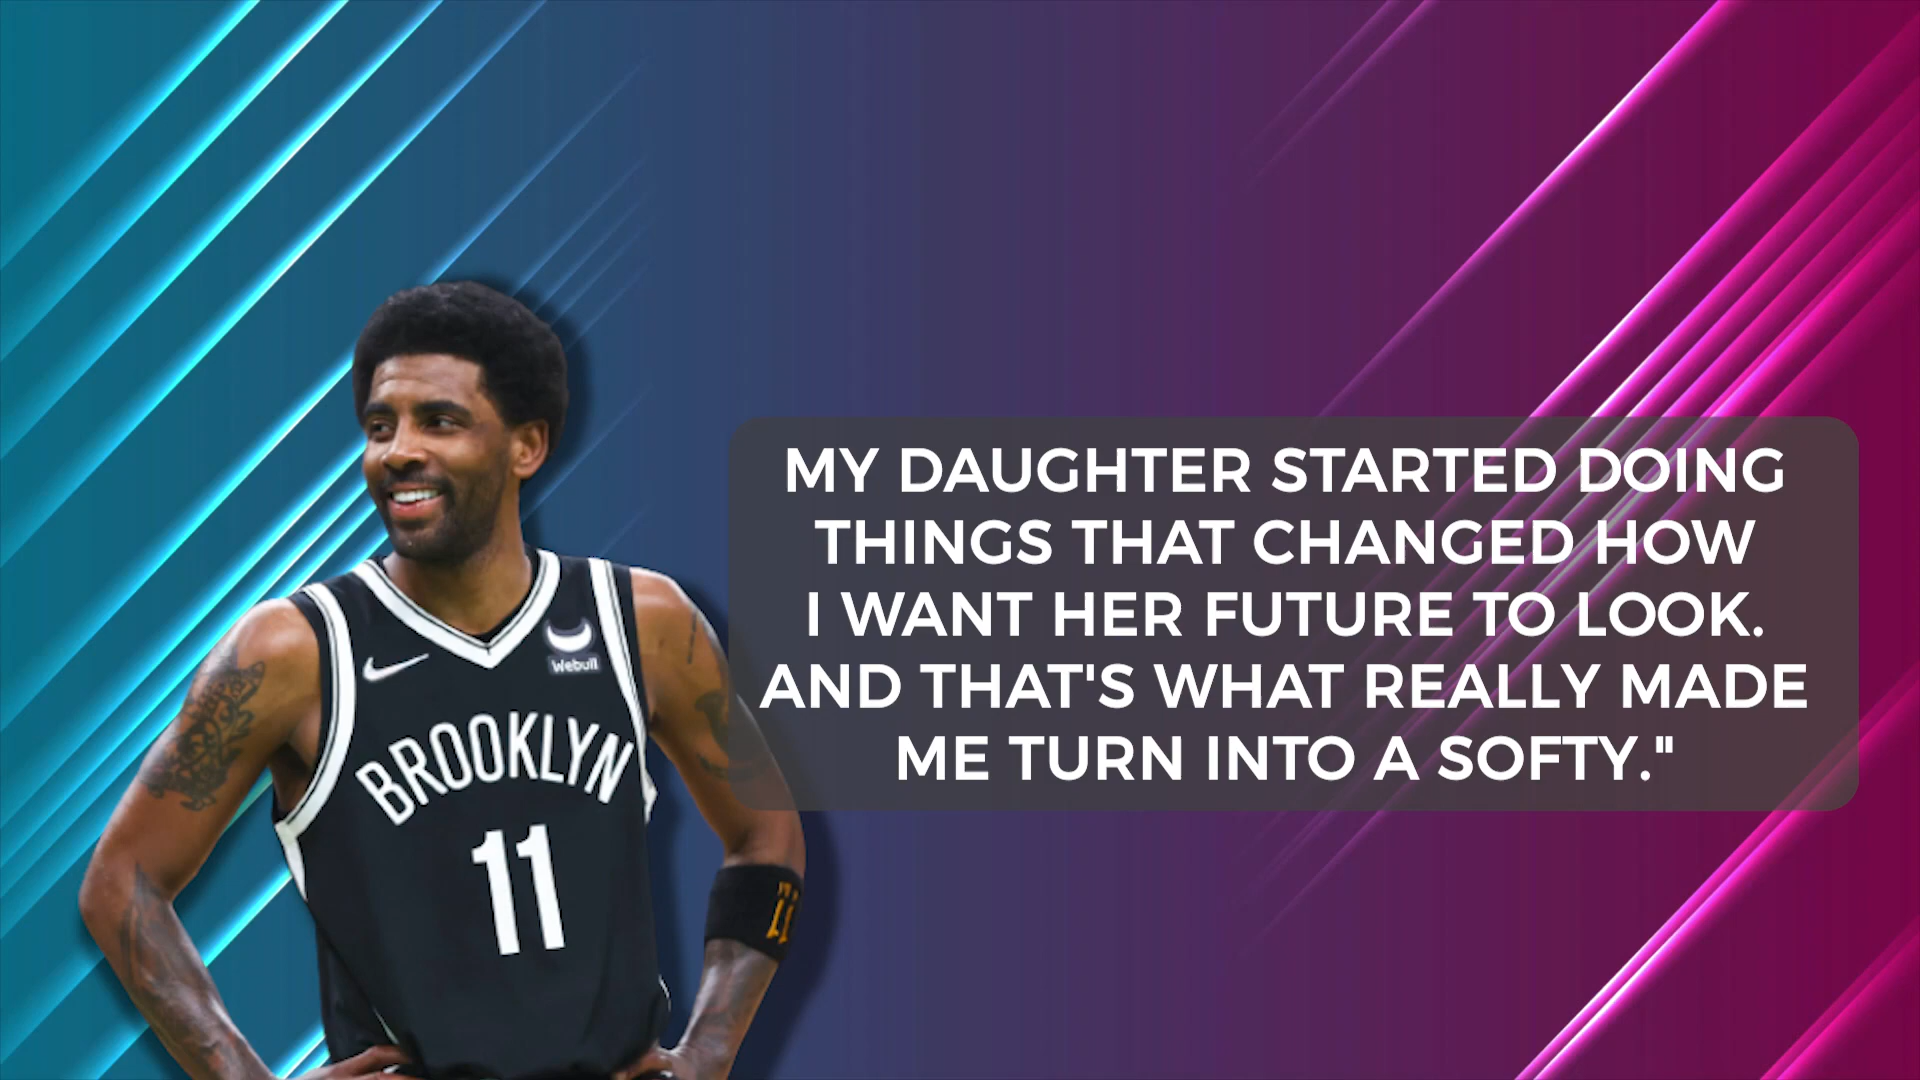 MY DAUGHTER STARTED DOING
THINGS THAT CHANGED HOW
I WANT HER FUTURE TO LOOK.
AND THAT'S WHAT REALLY MADE
ME TURN INTO A SOFTY."
Webull
BROOKLYN
11